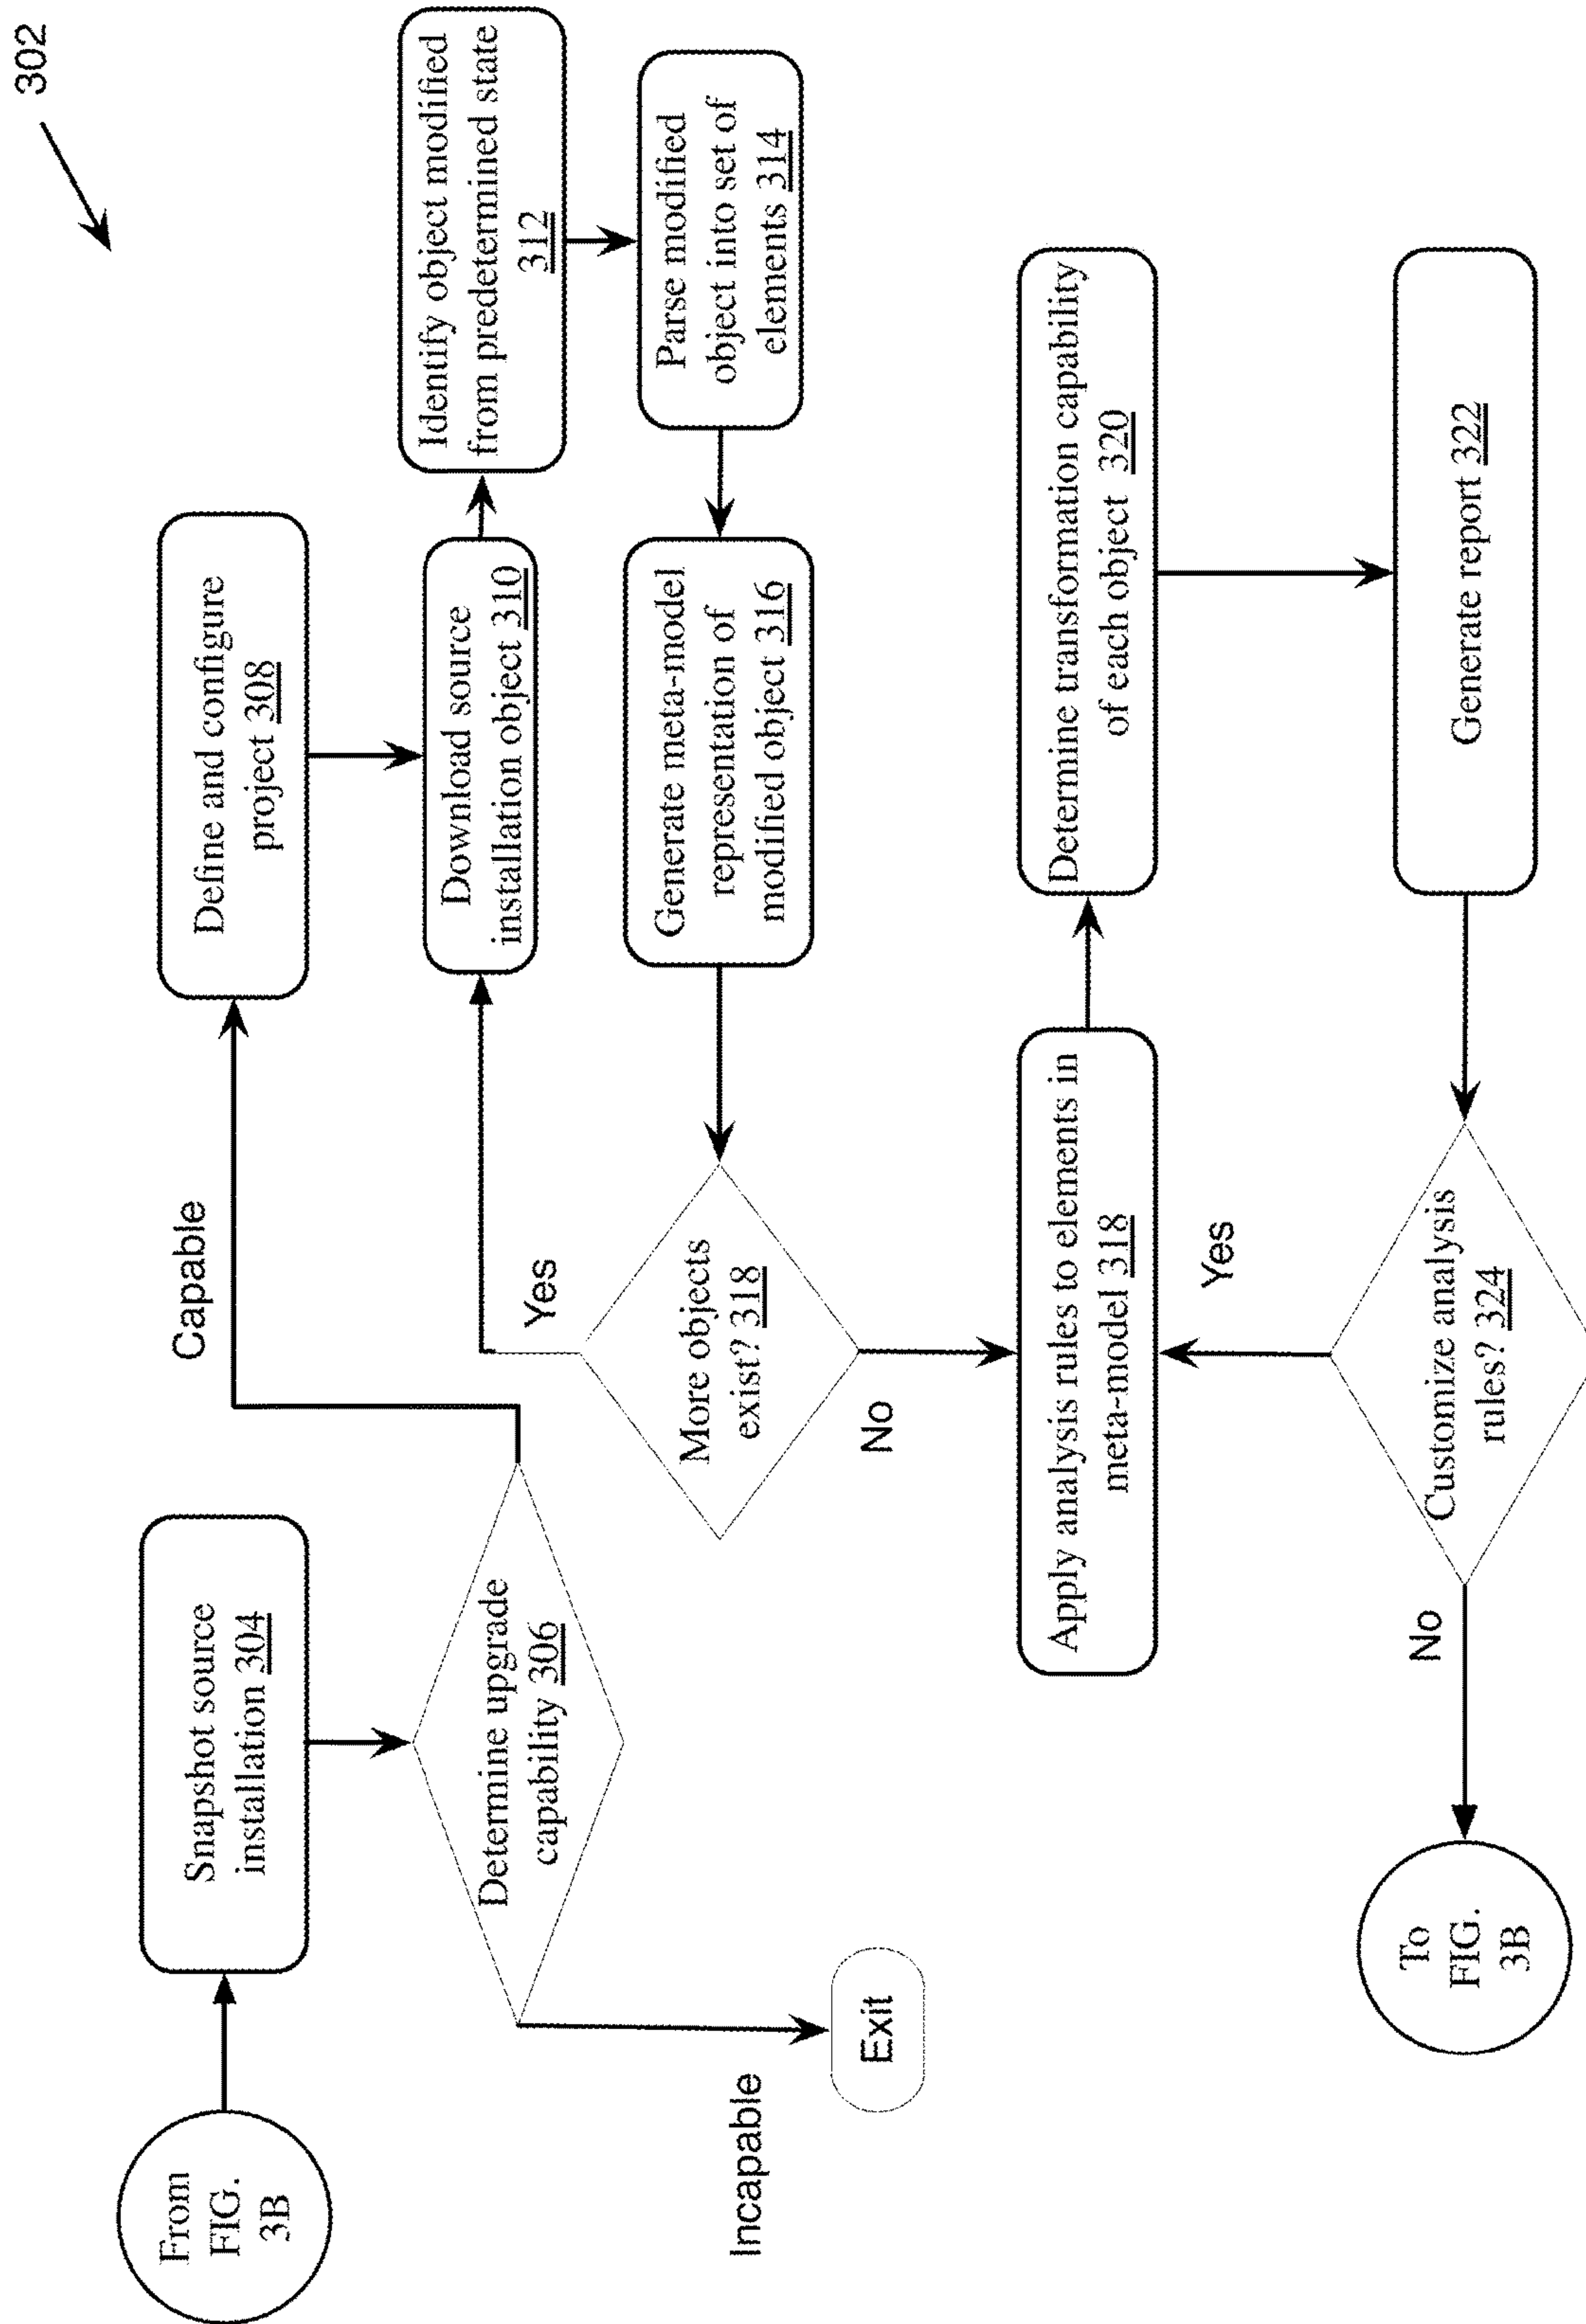 302
From
FIG.
3B
Snapshot source
installation 304
Determine upgrade
capability 306
Incapable
Exit
Capable
Define and configure
project 308
Download source
installation object 310
Identify object modified
from predetermined state
312
Parse modified
object into set of
elements 314
Generate meta-model
representation of
modified object 316
More objects
exist? 318
Yes
No
Apply analysis rules to elements in
meta-model 318
Determine transformation capability
of each object 320
Generate report 322
Customize analysis
rules? 324
Yes
No
To
FIG.
3B